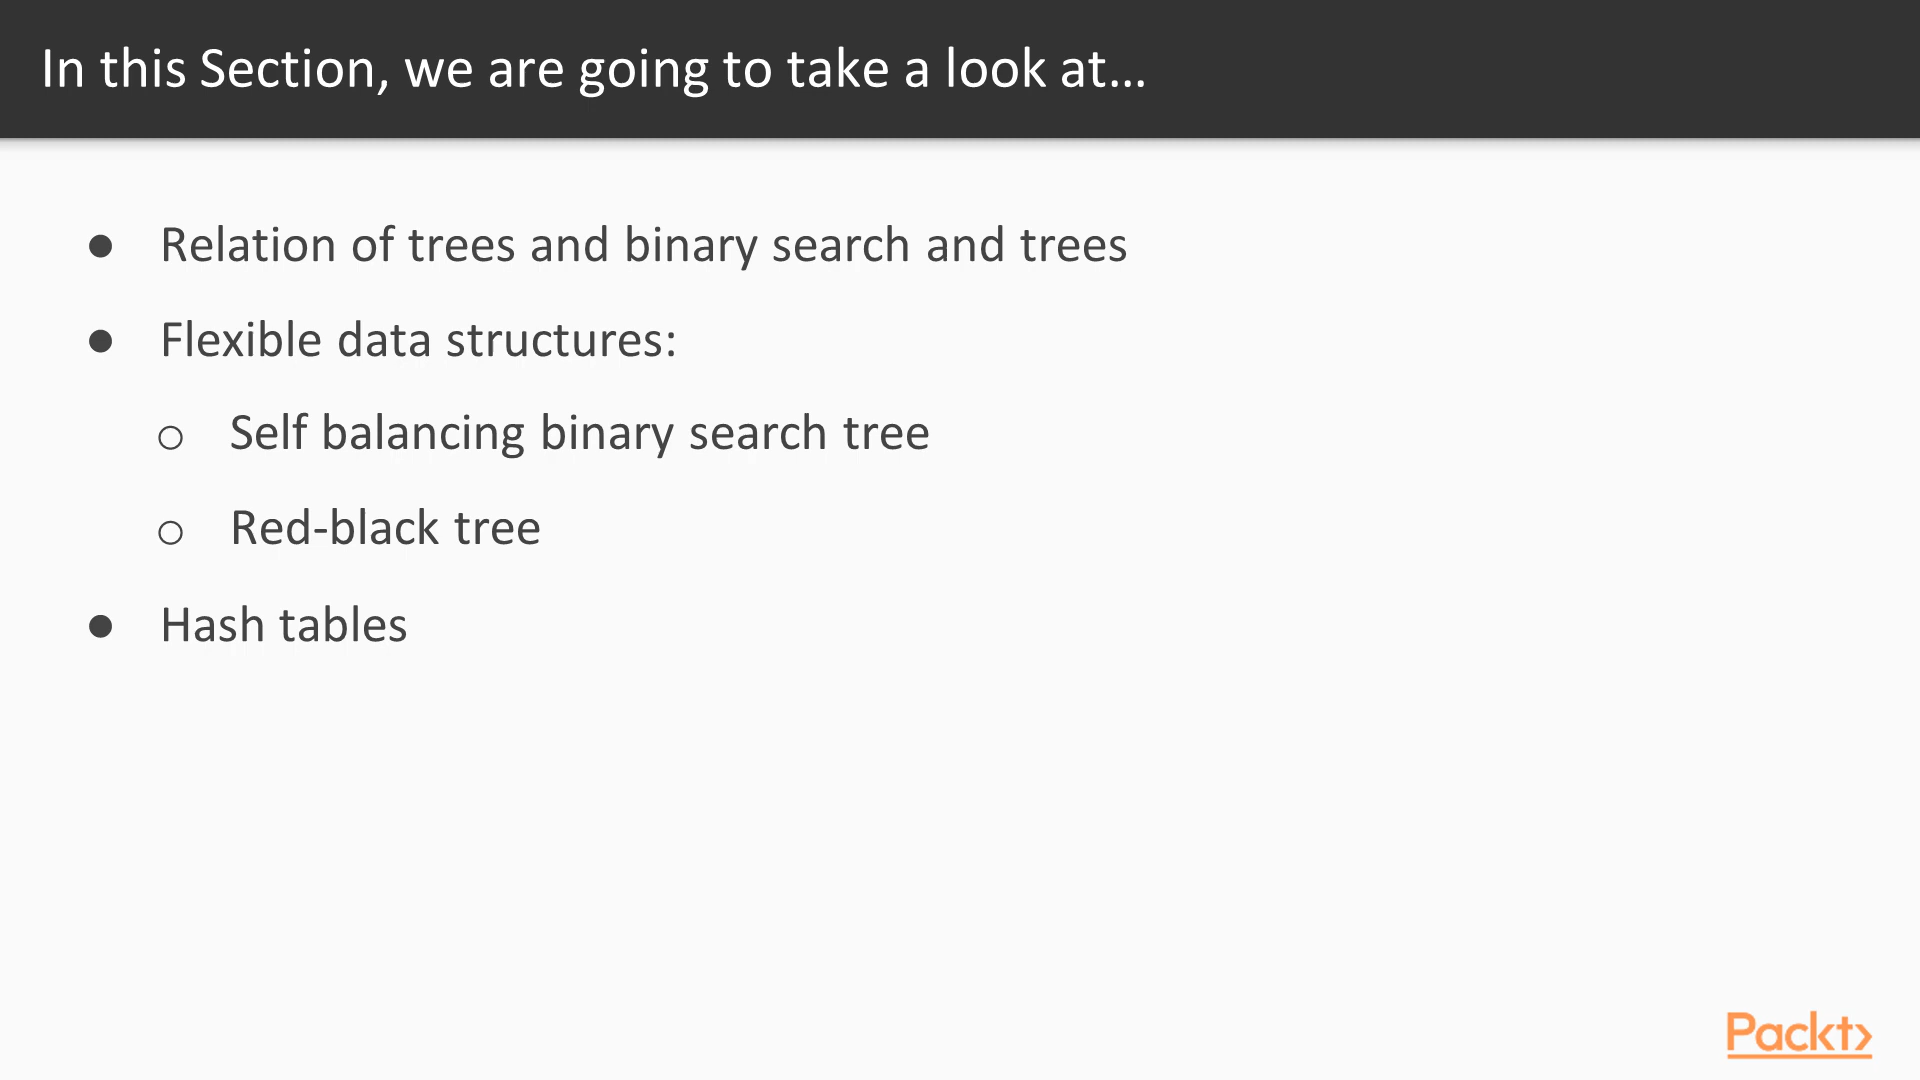 In this Section, we are going to take a look at...
● Relation of trees and binary search and trees
● Flexible data structures:
○ Self balancing binary search tree
○ Red-black tree
● Hash tables
Packt>